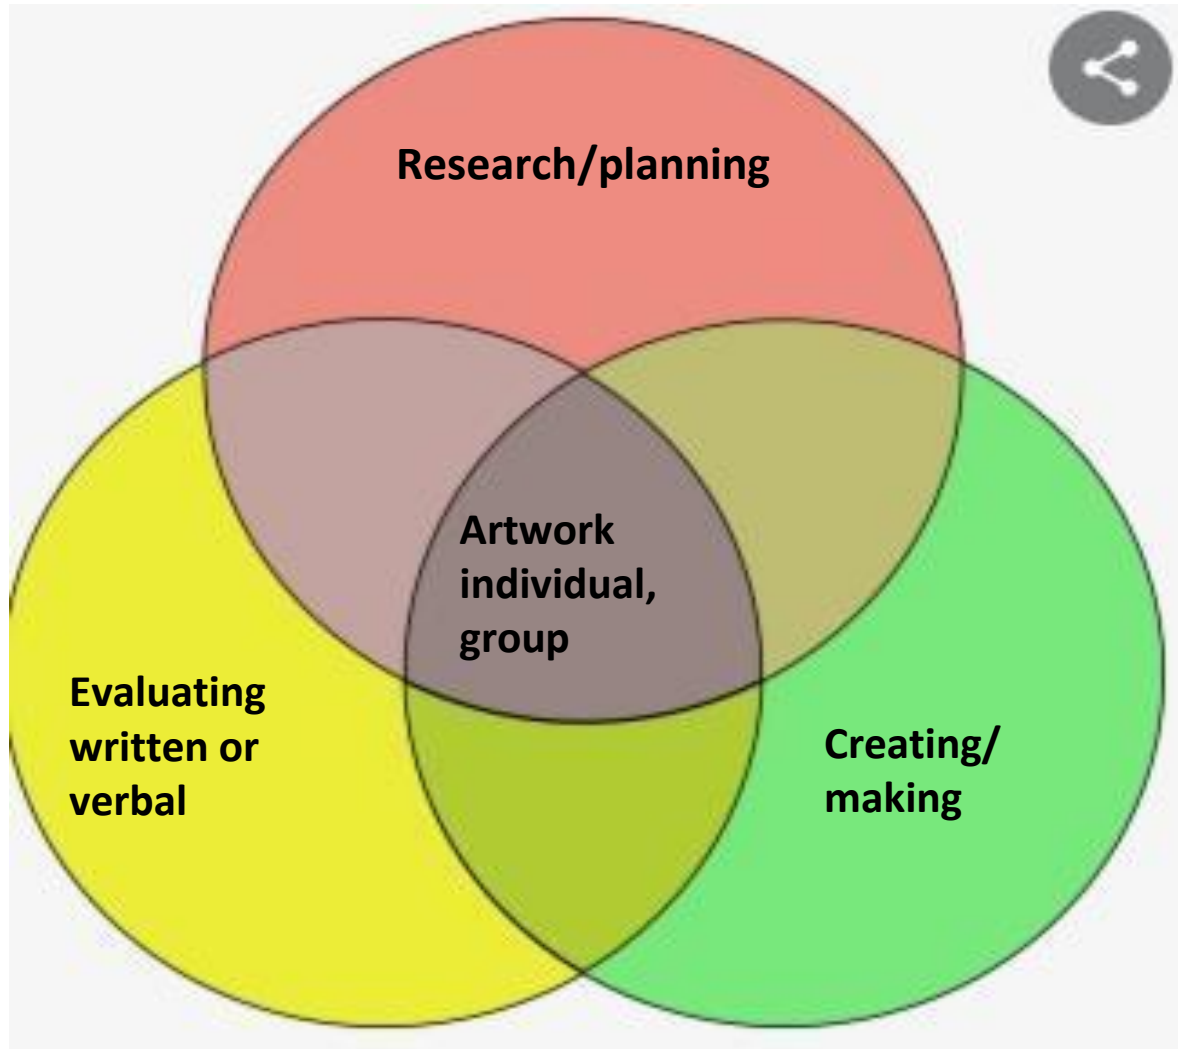 Research/planning
Artwork
individual,
group
Evaluating
written or
verbal
Creating/
making